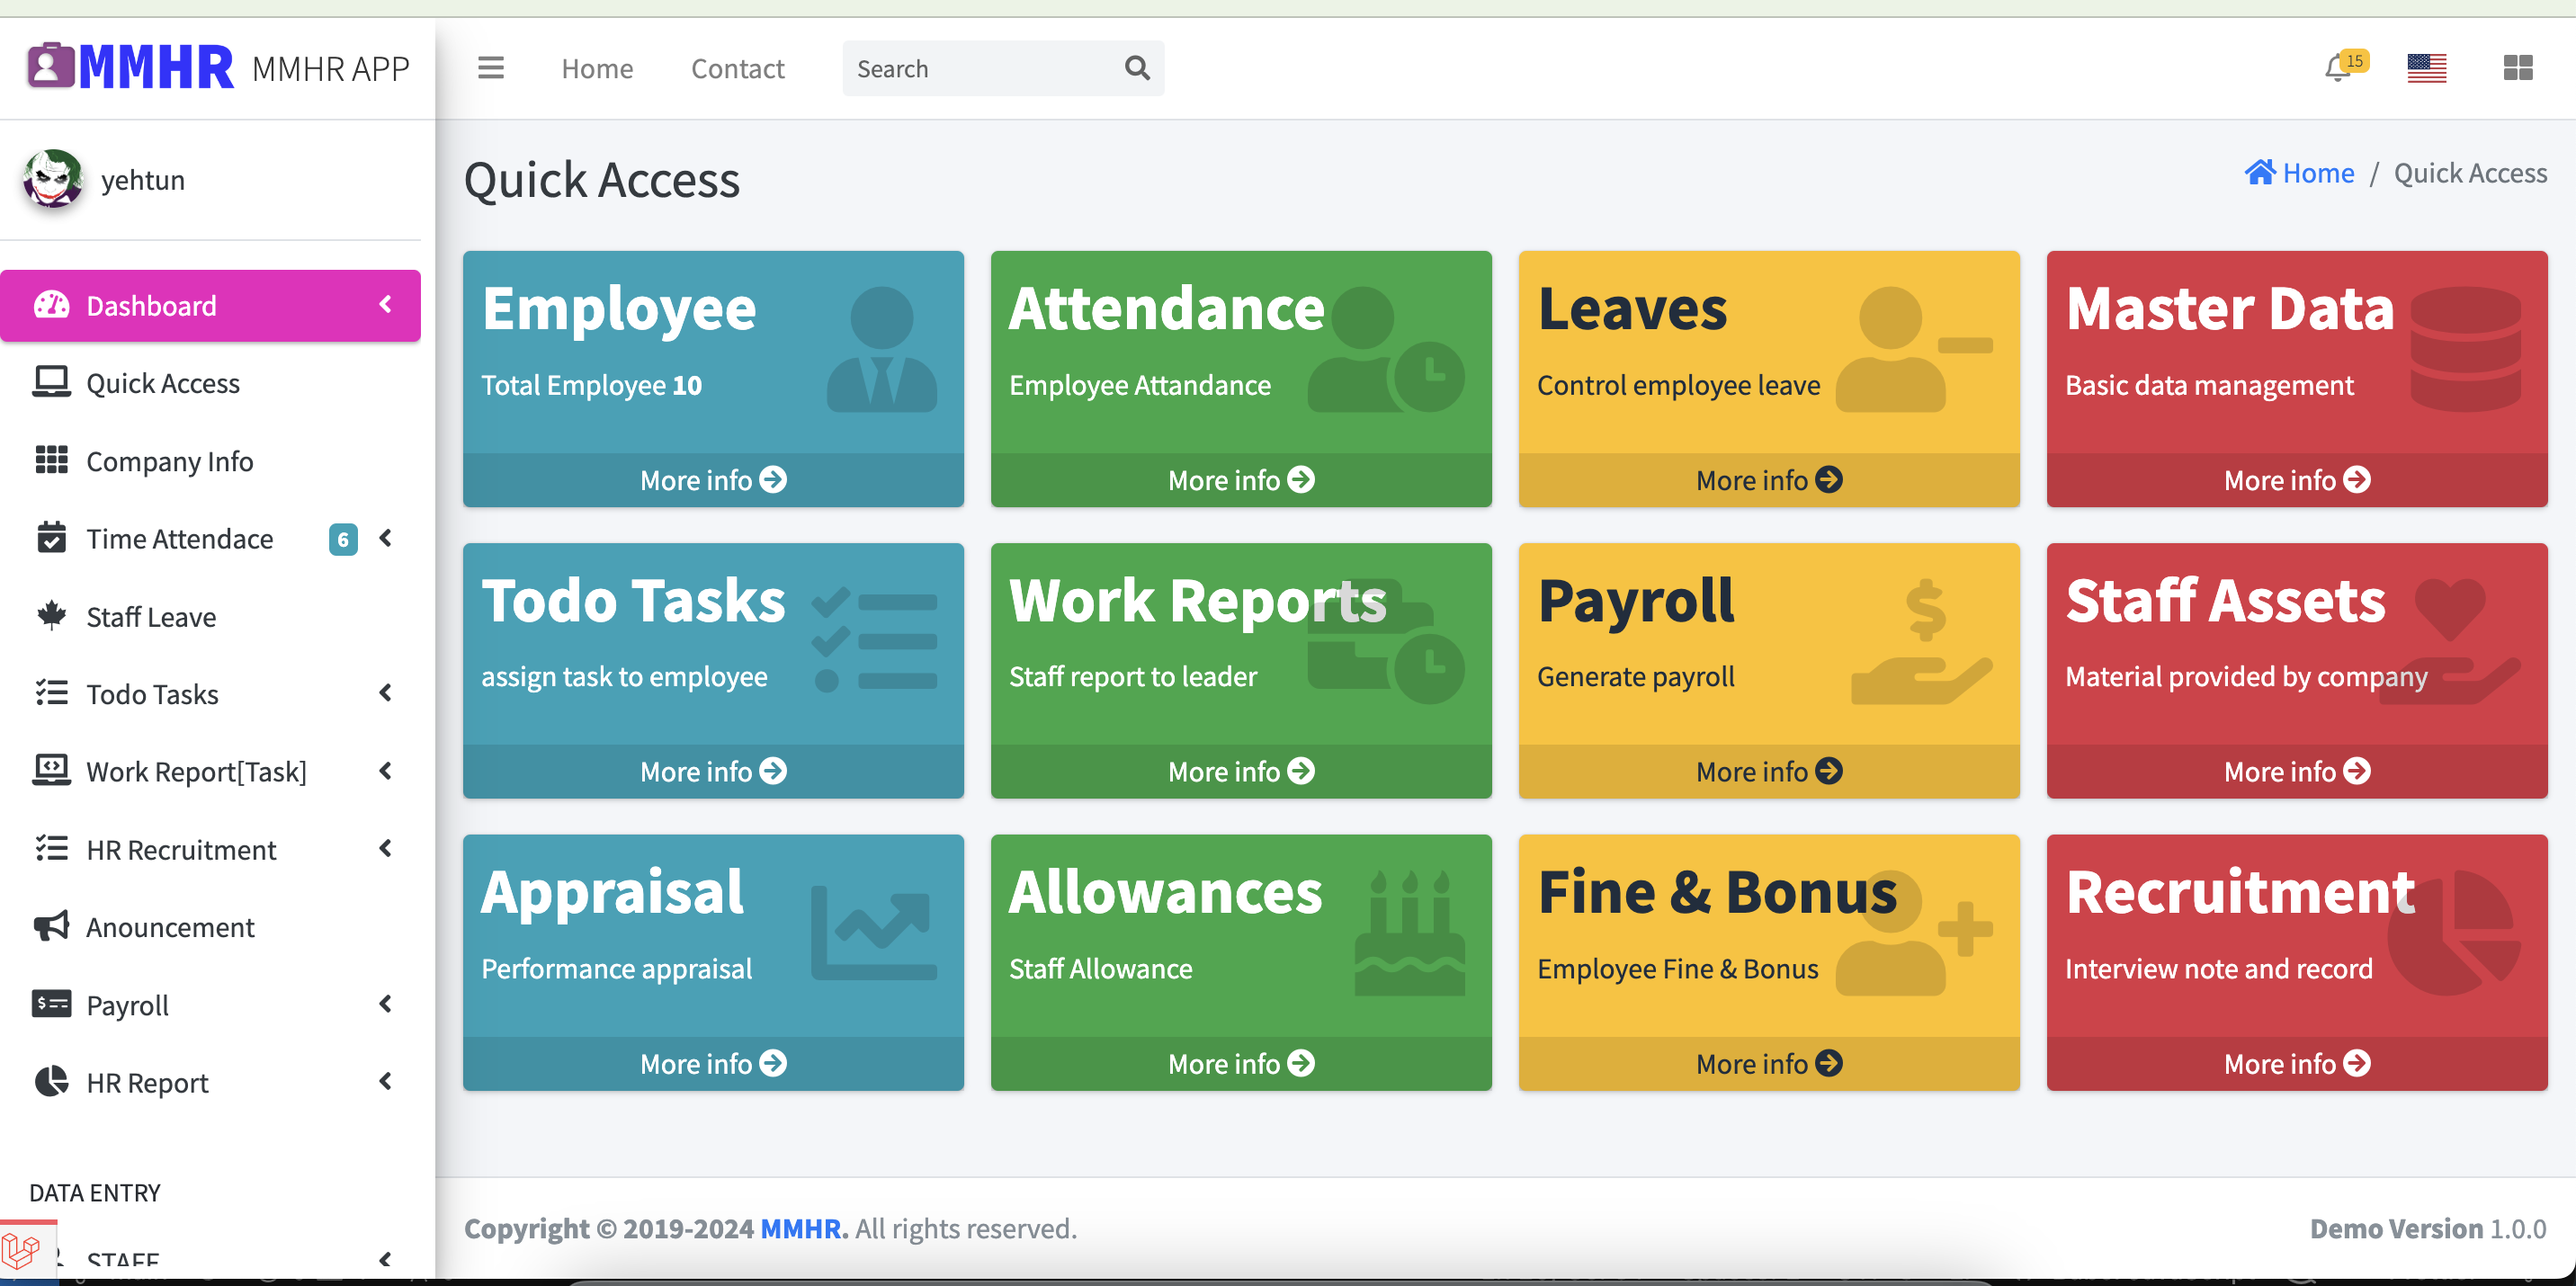 MMHR MMHR APP
Home Contact Search 15
yehtun
Quick Access
Home / Quick Access
Dashboard
Quick Access
Company Info
Time Attendace 6
Staff Leave
Todo Tasks
Work Report[Task]
HR Recruitment
Anouncement
Payroll
HR Report
DATA ENTRY
STAFF
Employee
Total Employee 10
More info
Attendance
Employee Attandance
More info
Leaves
Control employee leave
More info
Master Data
Basic data management
More info
Todo Tasks
assign task to employee
More info
Work Reports
Staff report to leader
More info
Payroll
Generate payroll
More info
Staff Assets
Material provided by company
More info
Appraisal
Performance appraisal
More info
Allowances
Staff Allowance
More info
Fine & Bonus
Employee Fine & Bonus
More info
Recruitment
Interview note and record
More info
Copyright © 2019-2024 MMHR. All rights reserved.
Demo Version 1.0.0